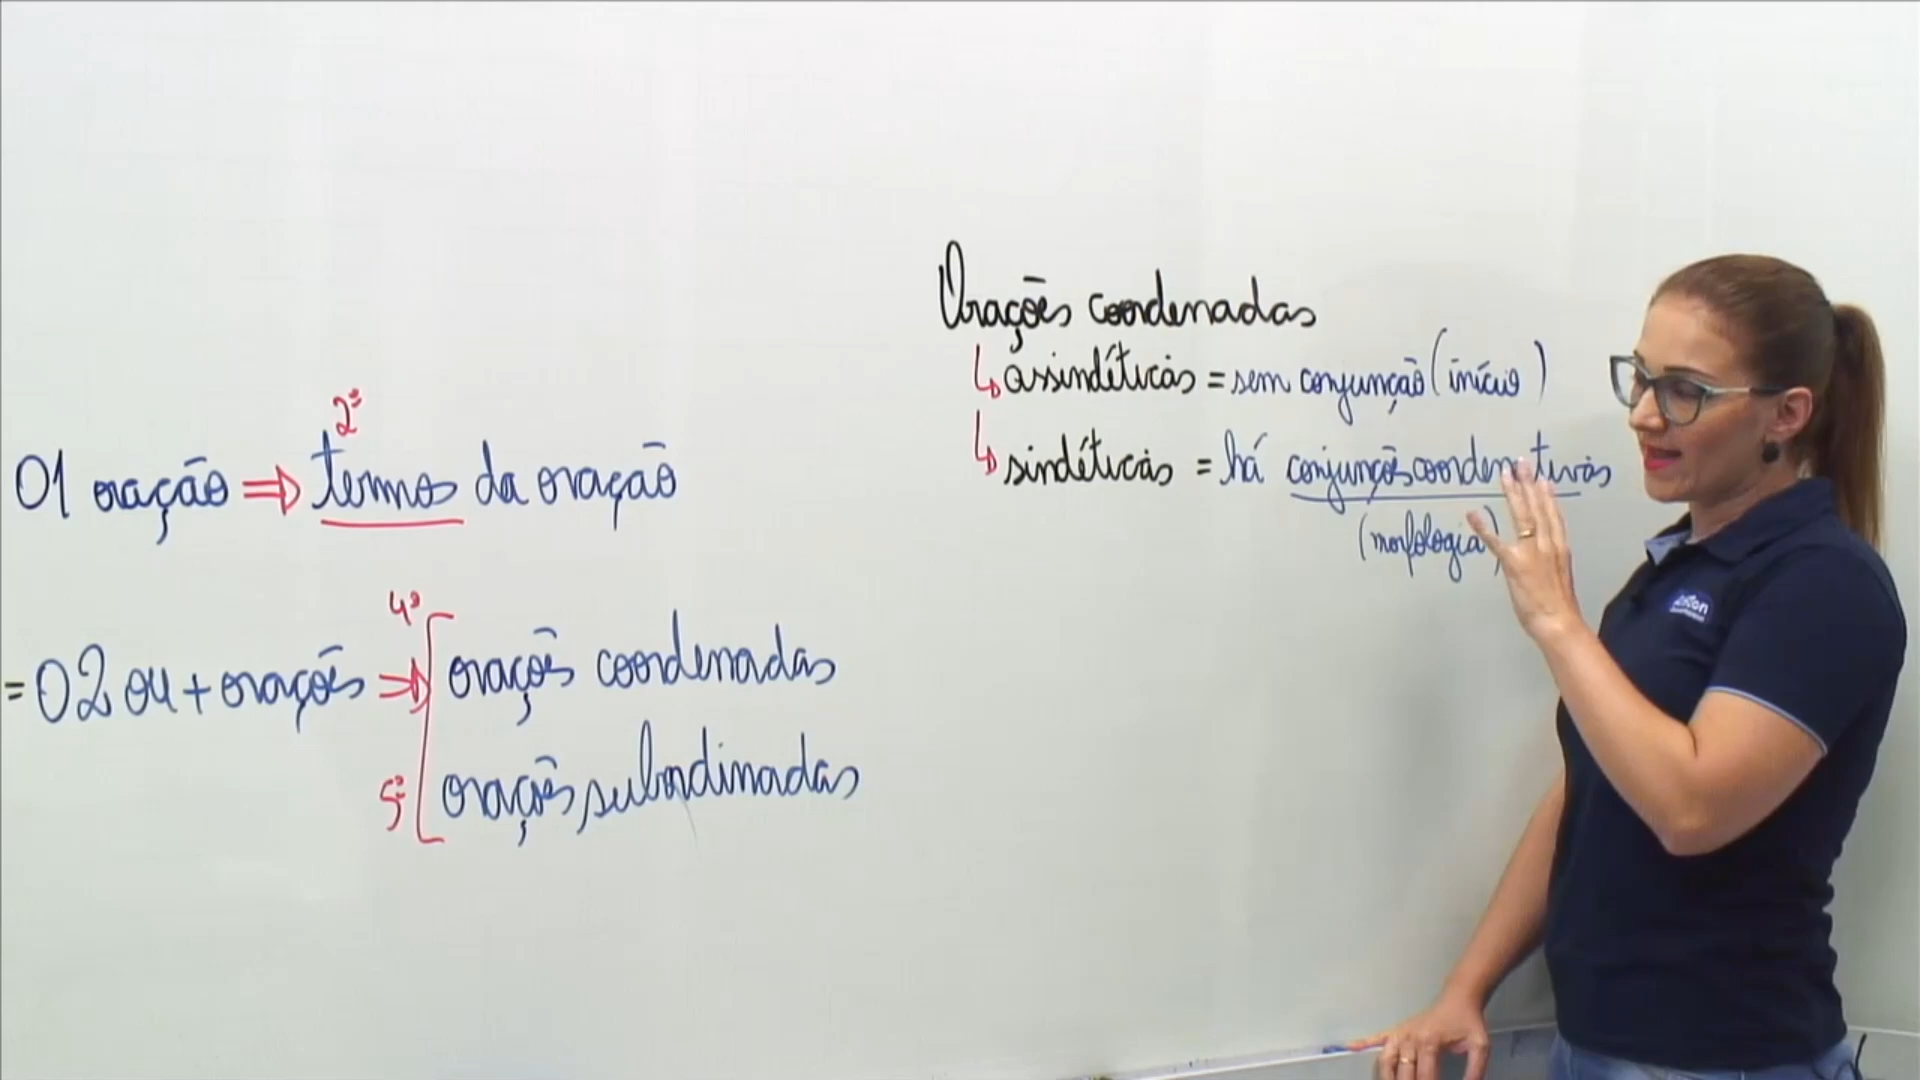 2º
01 oração ⇒ termos da oração
4º
= 02 ou + orações ⇒ orações coordenadas
5º orações subordinadas
Orações coordenadas
↳ assindéticas = sem conjunção (início)
↳ sindéticas = há conjunções coordenativas
(morfologia)